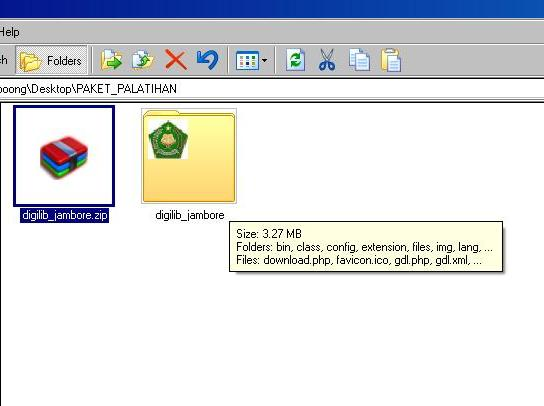 Help
ch Folders
ooong\Desktop\PAKET_PALATIHAN
digilib_jambore.zip
digilib_jambore
Size: 3.27 MB
Folders: bin, class, config, extension, files, img, lang, ...
Files: download.php, favicon.ico, gdl.php, gdl.xml, ...